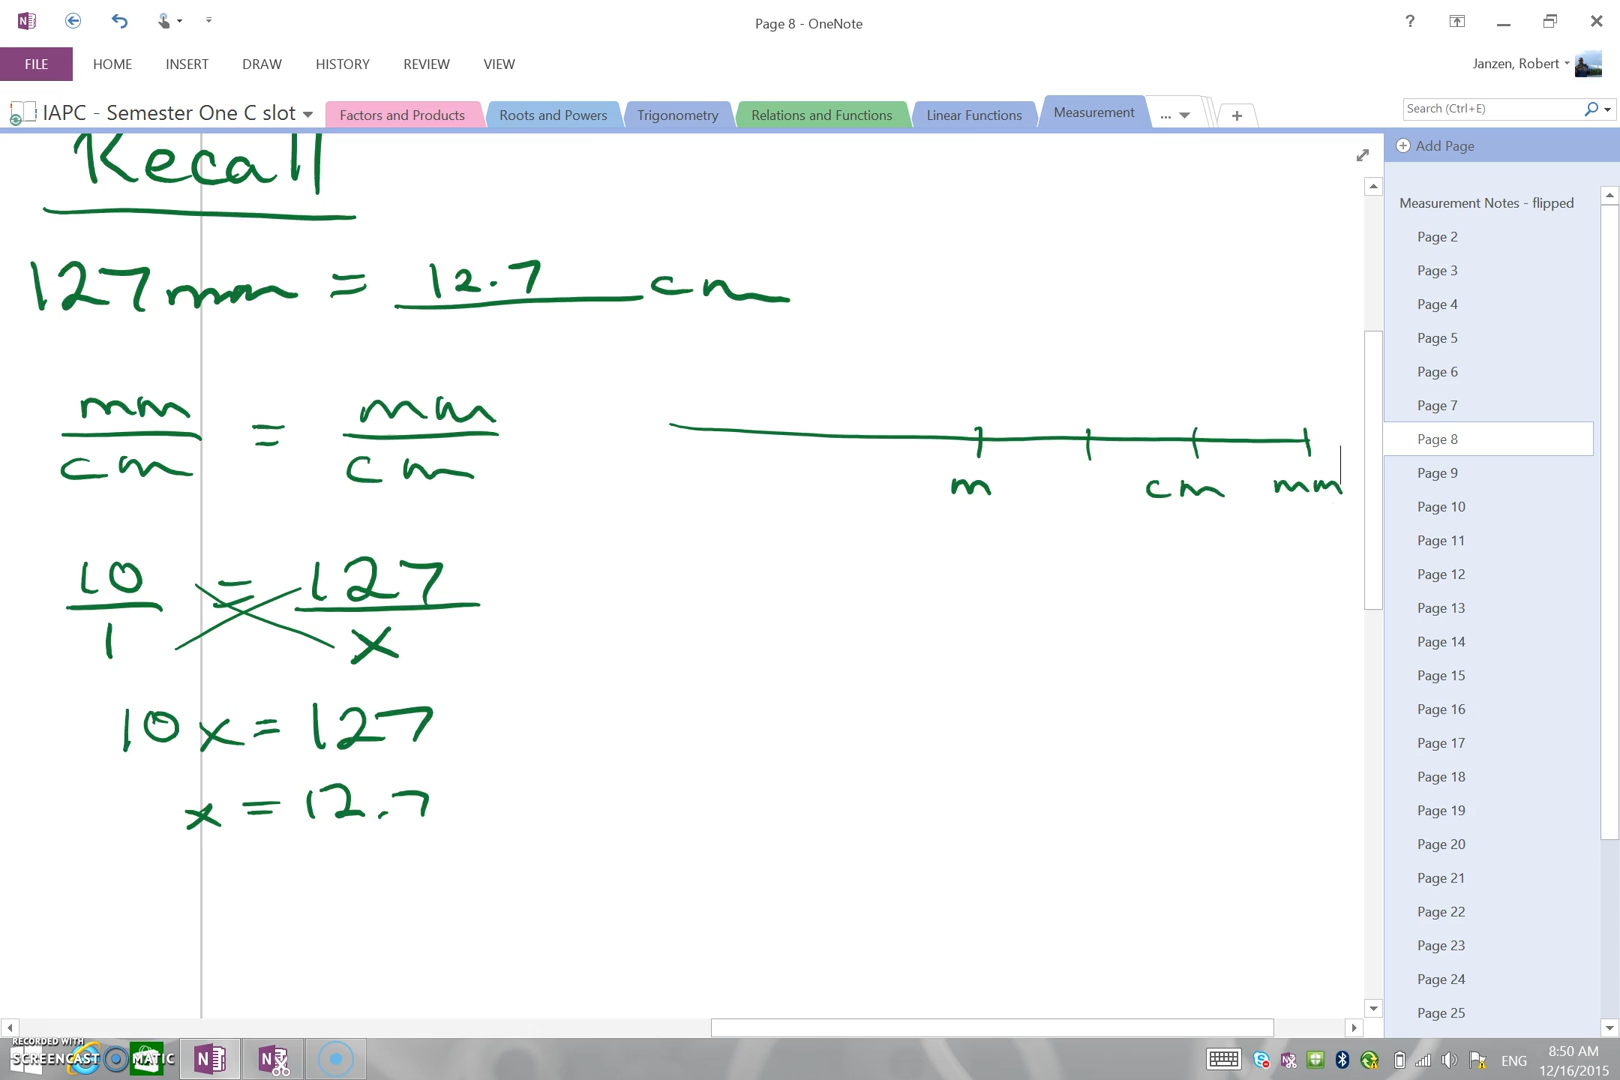 Page 8 - OneNote
?
FILE HOME INSERT DRAW HISTORY REVIEW VIEW
Janzen, Robert
IAPC - Semester One C slot
Factors and Products
Roots and Powers
Trigonometry
Relations and Functions
Linear Functions
Measurement
...
+
Search (Ctrl+E)
Add Page
Recall
127mm = 12.7 cm
mm/cm = mm/cm
m cm mm
10/1 = 127/x
10x = 127
x = 12.7
Measurement Notes - flipped
Page 2
Page 3
Page 4
Page 5
Page 6
Page 7
Page 8
Page 9
Page 10
Page 11
Page 12
Page 13
Page 14
Page 15
Page 16
Page 17
Page 18
Page 19
Page 20
Page 21
Page 22
Page 23
Page 24
Page 25
RECORDED WITH
SCREENCAST MATIC
ENG
8:50 AM
12/16/2015